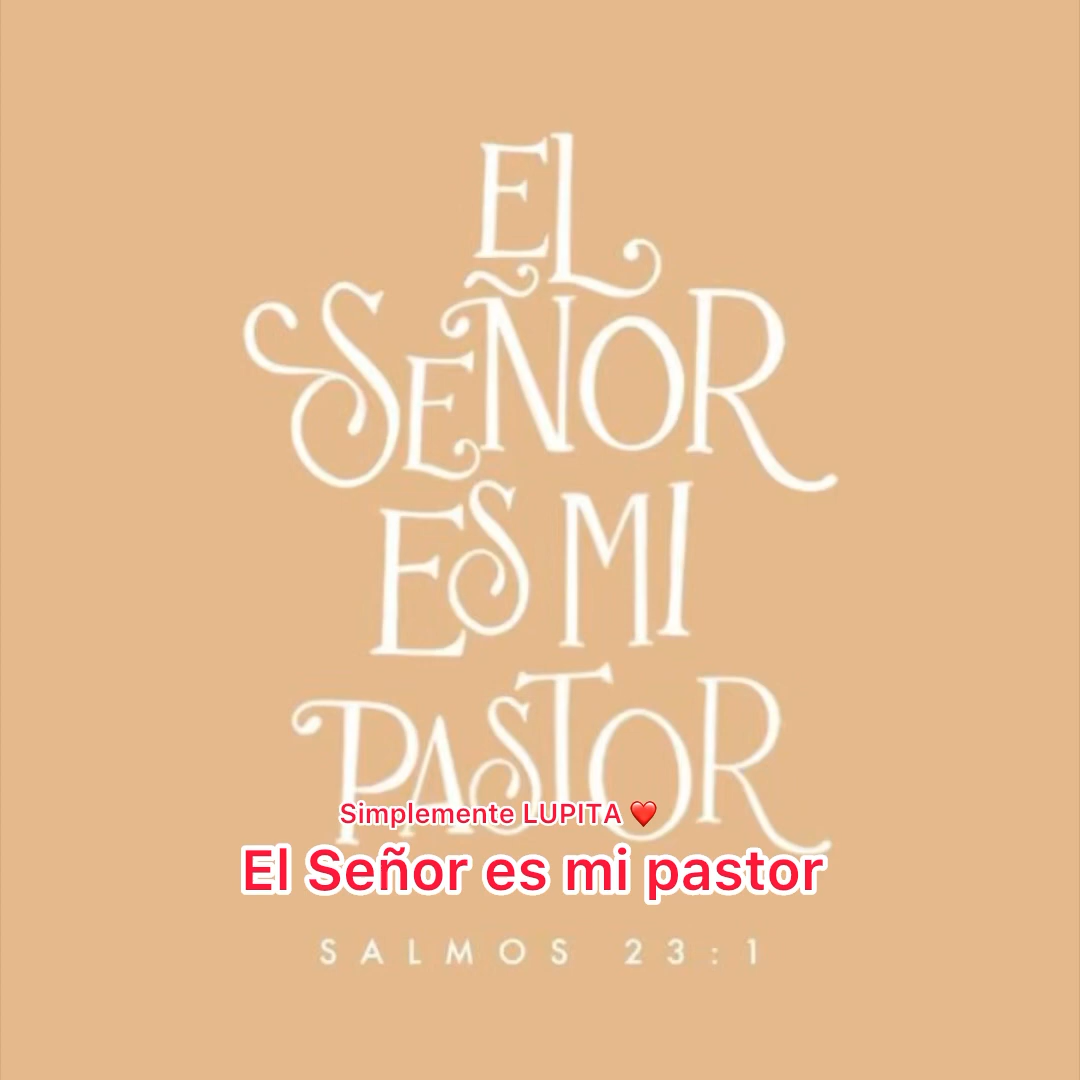 EL
SEÑOR
ES MI
PASTOR
Simplemente LUPITA ❤️
El Señor es mi pastor
SALMOS 23:1